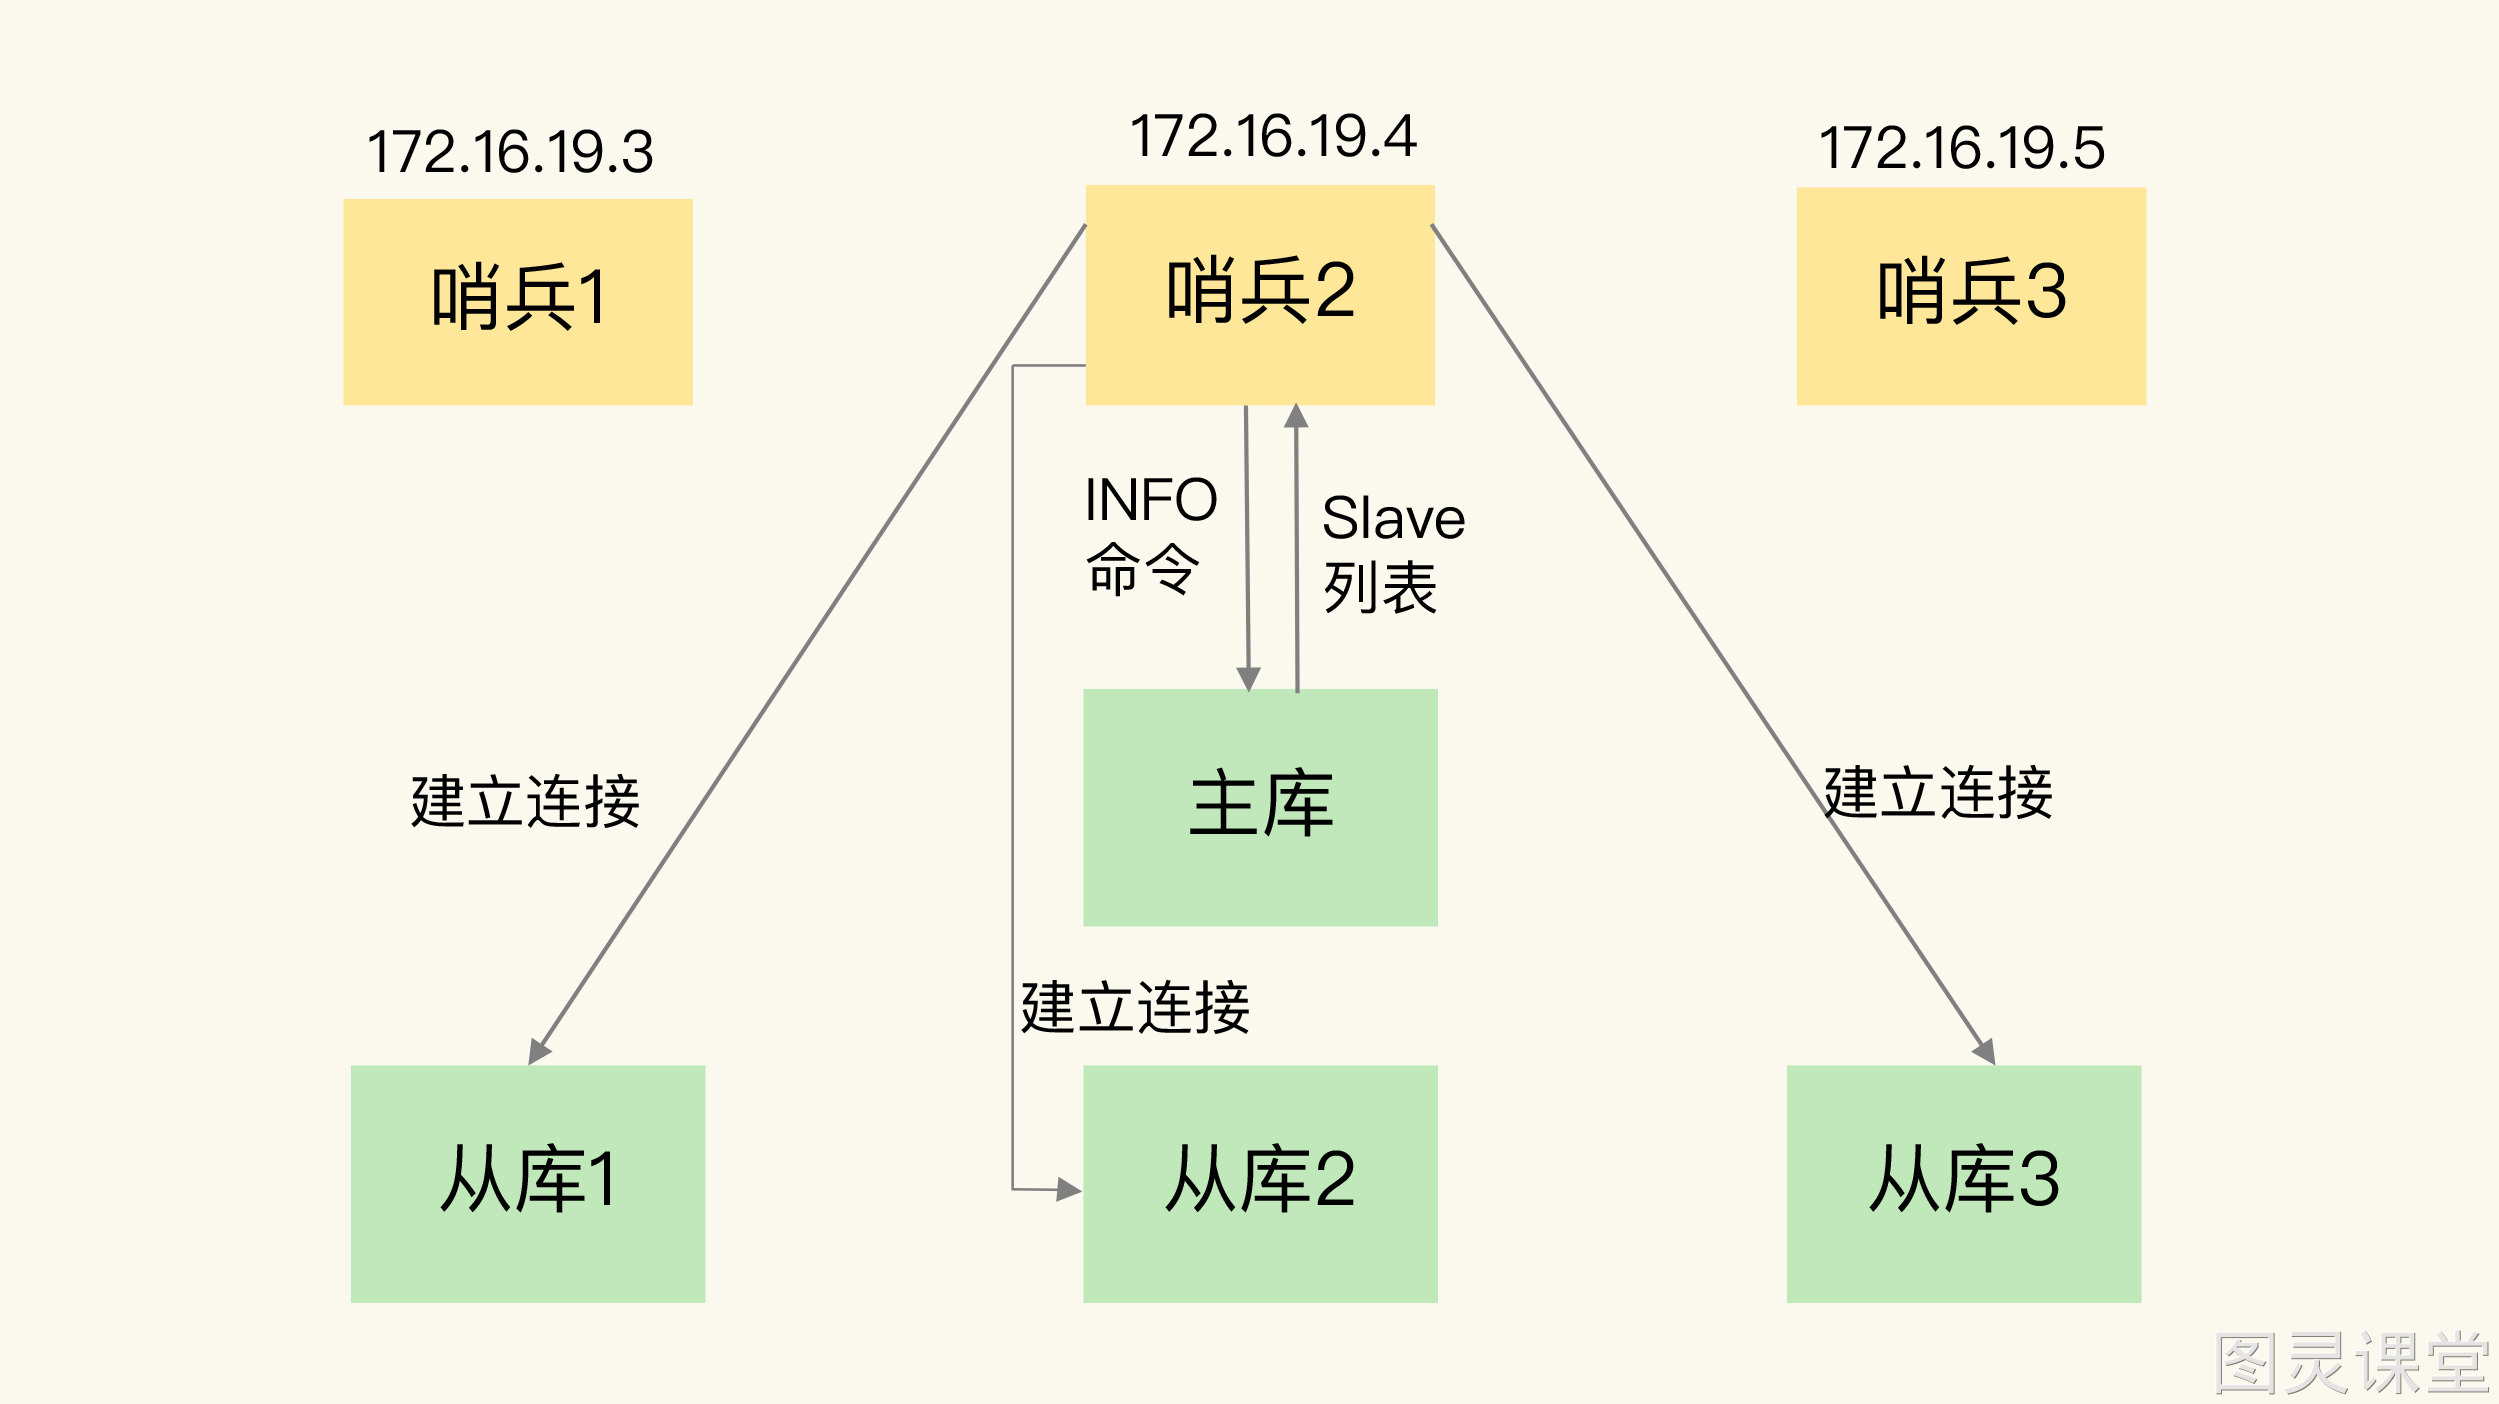 172.16.19.3
172.16.19.4
172.16.19.5
哨兵1
哨兵2
哨兵3
INFO
命令
Slave
列表
建立连接
主库
建立连接
建立连接
从库1
从库2
从库3
图灵课堂